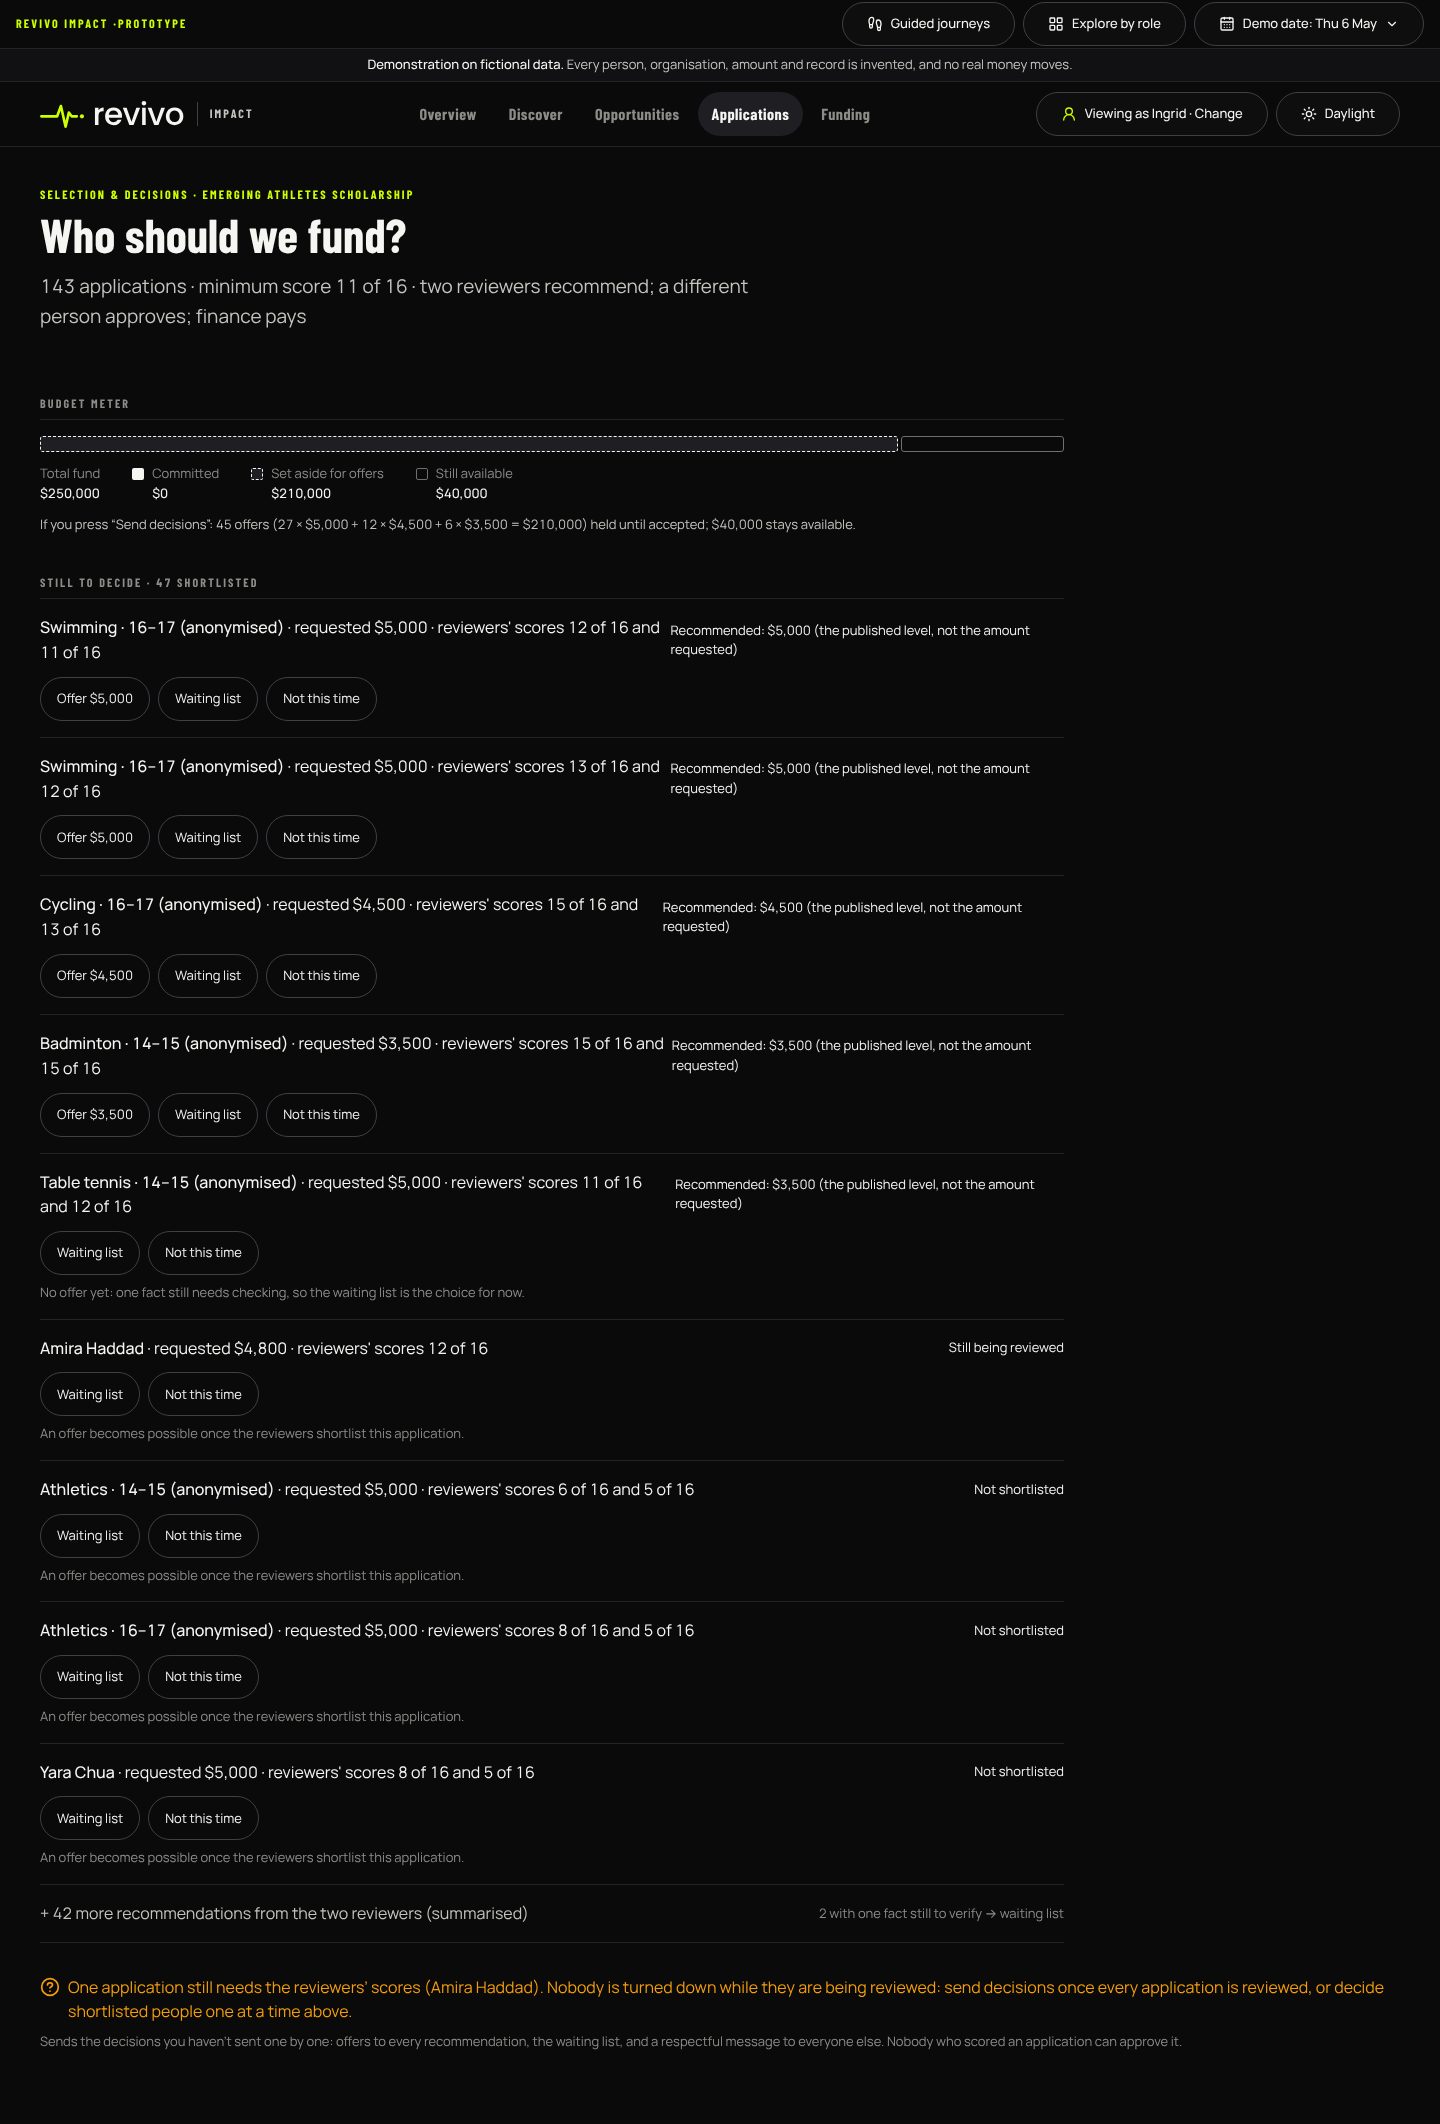 REVIVO IMPACT · PROTOTYPE
Guided journeys
Explore by role
Demo date: Thu 6 May
Demonstration on fictional data. Every person, organisation, amount and record is invented, and no real money moves.
revivo
IMPACT
Overview
Discover
Opportunities
Applications
Funding
Viewing as Ingrid · Change
Daylight
SELECTION & DECISIONS · EMERGING ATHLETES SCHOLARSHIP
Who should we fund?
143 applications · minimum score 11 of 16 · two reviewers recommend; a different
person approves; finance pays
BUDGET METER
Total fund
$250,000
Committed
$0
Set aside for offers
$210,000
Still available
$40,000
If you press “Send decisions”: 45 offers (27 × $5,000 + 12 × $4,500 + 6 × $3,500 = $210,000) held until accepted; $40,000 stays available.
STILL TO DECIDE · 47 SHORTLISTED
Swimming · 16–17 (anonymised) · requested $5,000 · reviewers' scores 12 of 16 and
11 of 16
Recommended: $5,000 (the published level, not the amount
requested)
Offer $5,000
Waiting list
Not this time
Swimming · 16–17 (anonymised) · requested $5,000 · reviewers' scores 13 of 16 and
12 of 16
Recommended: $5,000 (the published level, not the amount
requested)
Offer $5,000
Waiting list
Not this time
Cycling · 16–17 (anonymised) · requested $4,500 · reviewers' scores 15 of 16 and
13 of 16
Recommended: $4,500 (the published level, not the amount
requested)
Offer $4,500
Waiting list
Not this time
Badminton · 14–15 (anonymised) · requested $3,500 · reviewers' scores 15 of 16 and
15 of 16
Recommended: $3,500 (the published level, not the amount
requested)
Offer $3,500
Waiting list
Not this time
Table tennis · 14–15 (anonymised) · requested $5,000 · reviewers' scores 11 of 16
and 12 of 16
Recommended: $3,500 (the published level, not the amount
requested)
Waiting list
Not this time
No offer yet: one fact still needs checking, so the waiting list is the choice for now.
Amira Haddad · requested $4,800 · reviewers' scores 12 of 16
Still being reviewed
Waiting list
Not this time
An offer becomes possible once the reviewers shortlist this application.
Athletics · 14–15 (anonymised) · requested $5,000 · reviewers' scores 6 of 16 and 5 of 16
Not shortlisted
Waiting list
Not this time
An offer becomes possible once the reviewers shortlist this application.
Athletics · 16–17 (anonymised) · requested $5,000 · reviewers' scores 8 of 16 and 5 of 16
Not shortlisted
Waiting list
Not this time
An offer becomes possible once the reviewers shortlist this application.
Yara Chua · requested $5,000 · reviewers' scores 8 of 16 and 5 of 16
Not shortlisted
Waiting list
Not this time
An offer becomes possible once the reviewers shortlist this application.
+ 42 more recommendations from the two reviewers (summarised)
2 with one fact still to verify → waiting list
One application still needs the reviewers’ scores (Amira Haddad). Nobody is turned down while they are being reviewed: send decisions once every application is reviewed, or decide
shortlisted people one at a time above.
Sends the decisions you haven’t sent one by one: offers to every recommendation, the waiting list, and a respectful message to everyone else. Nobody who scored an application can approve it.